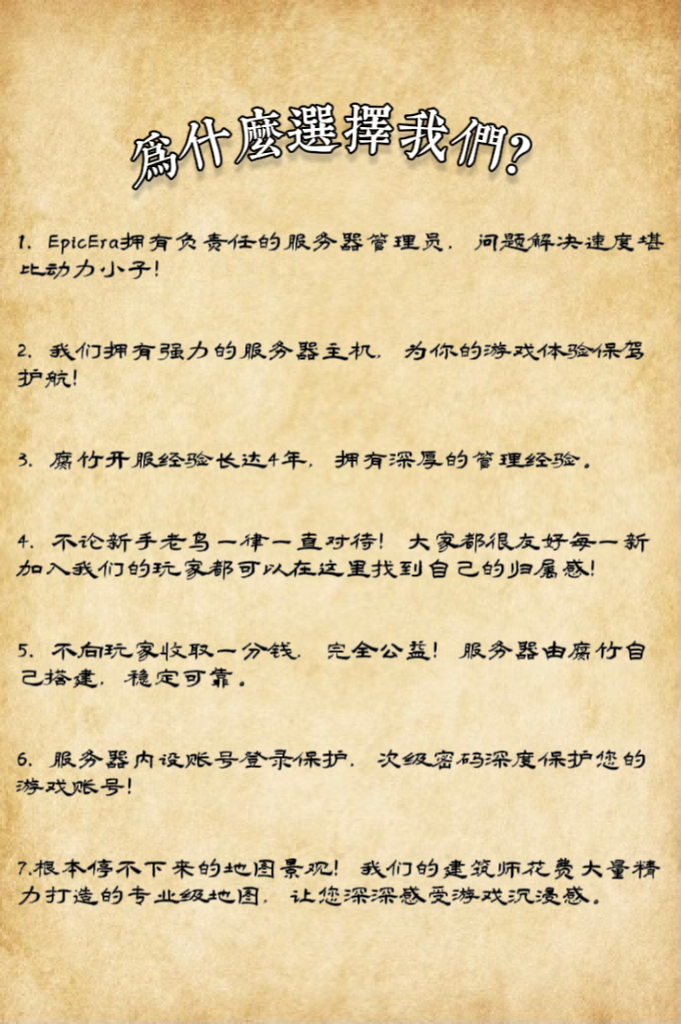 為什麼選擇我們?
1. EpicEra拥有负责任的服务器管理员, 问题解决速度堪
比动力小子!
2. 我们拥有强力的服务器主机, 为你的游戏体验保驾
护航!
3. 腐竹开服经验长达4年, 拥有深厚的管理经验。
4. 不论新手老鸟一律一直对待! 大家都很友好每一新
加入我们的玩家都可以在这里找到自己的归属感!
5. 不向玩家收取一分钱, 完全公益! 服务器由腐竹自
己搭建, 稳定可靠。
6. 服务器内设账号登录保护, 次级密码深度保护您的
游戏账号!
7.根本停不下来的地图景观! 我们的建筑师花费大量精
力打造的专业级地图, 让您深深感受游戏沉浸感。